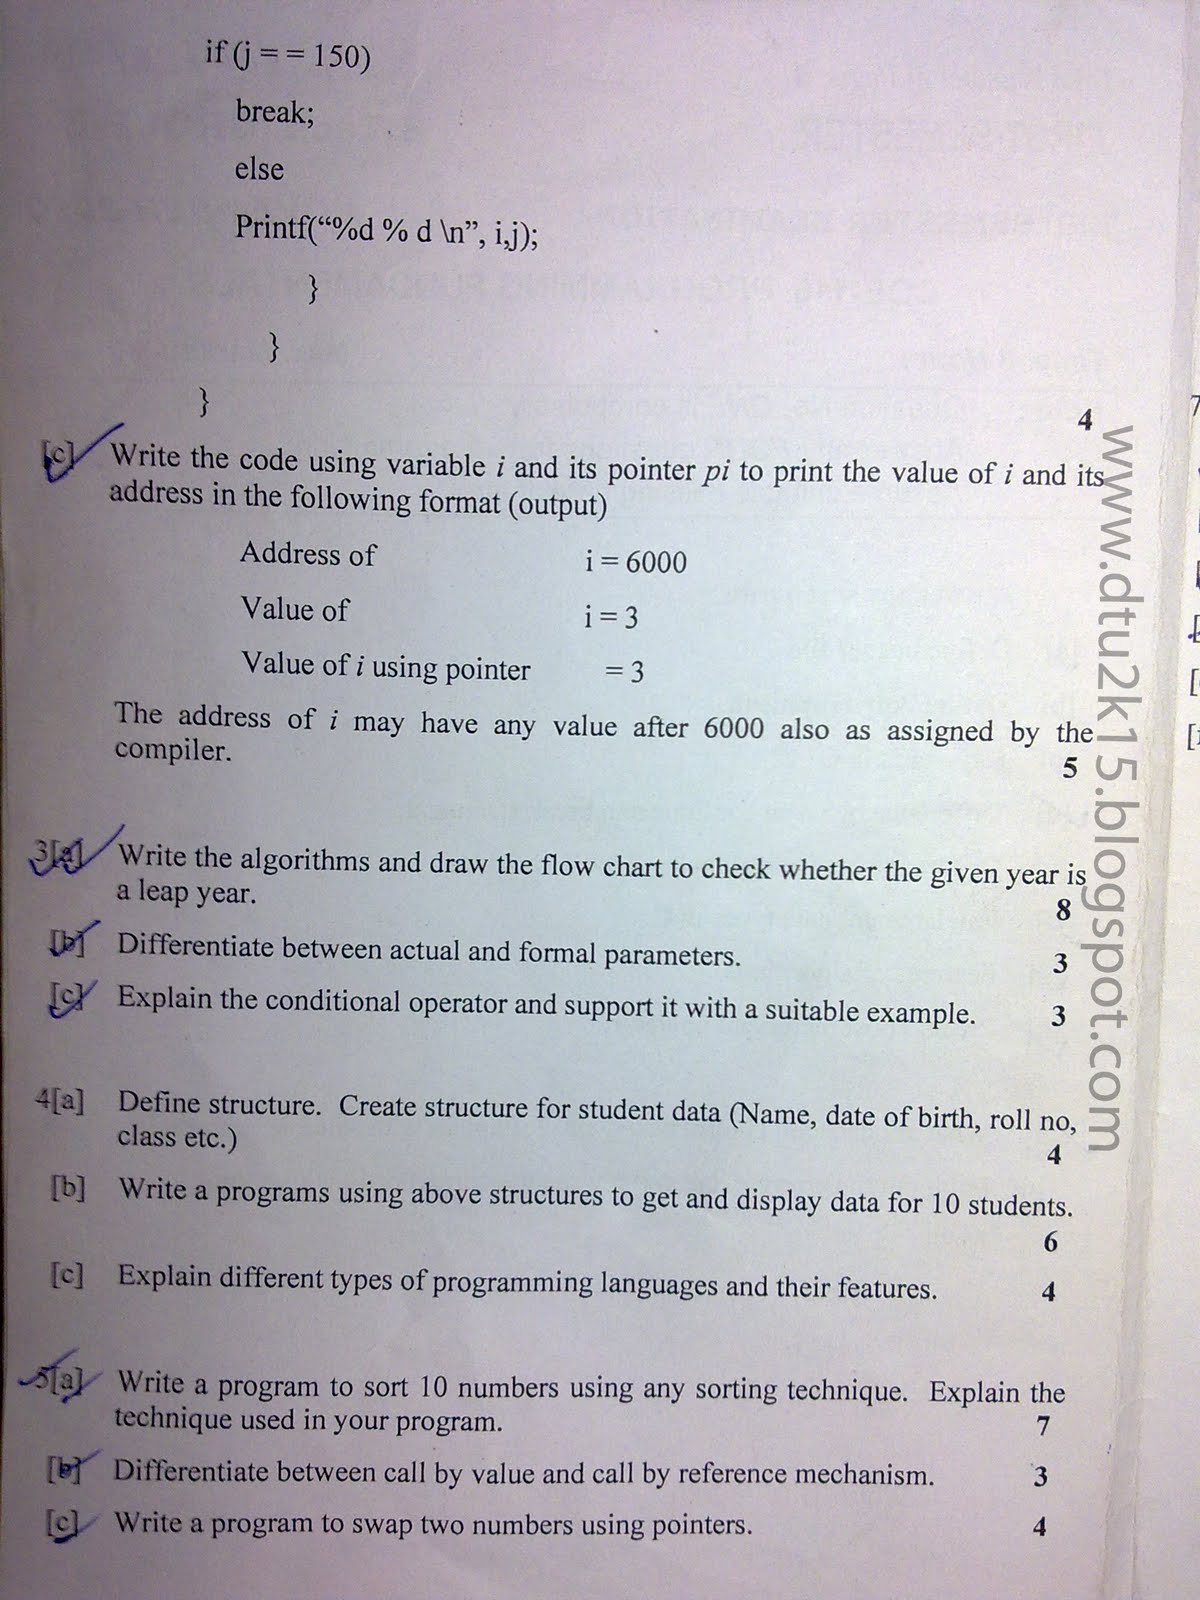 if (j = = 150)
break;
else
Printf(“%d % d \n”, i,j);
}
}
}
4
[c] Write the code using variable i and its pointer pi to print the value of i and its
address in the following format (output)
Address of i = 6000
Value of i = 3
Value of i using pointer = 3
The address of i may have any value after 6000 also as assigned by the
compiler.
5
3[a] Write the algorithms and draw the flow chart to check whether the given year is
a leap year.
8
[b] Differentiate between actual and formal parameters. 3
[c] Explain the conditional operator and support it with a suitable example. 3
4[a] Define structure. Create structure for student data (Name, date of birth, roll no,
class etc.) 4
[b] Write a programs using above structures to get and display data for 10 students.
6
[c] Explain different types of programming languages and their features. 4
5[a] Write a program to sort 10 numbers using any sorting technique. Explain the
technique used in your program. 7
[b] Differentiate between call by value and call by reference mechanism. 3
[c] Write a program to swap two numbers using pointers. 4
www.dtu2k15.blogspot.com